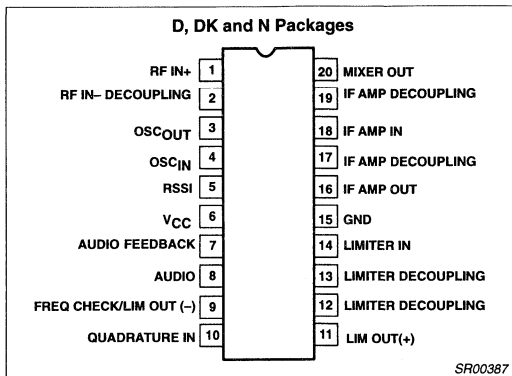 D, DK and N Packages
RF IN+ 1
RF IN– DECOUPLING 2
OSCOUT 3
OSCIN 4
RSSI 5
VCC 6
AUDIO FEEDBACK 7
AUDIO 8
FREQ CHECK/LIM OUT (–) 9
QUADRATURE IN 10
20 MIXER OUT
19 IF AMP DECOUPLING
18 IF AMP IN
17 IF AMP DECOUPLING
16 IF AMP OUT
15 GND
14 LIMITER IN
13 LIMITER DECOUPLING
12 LIMITER DECOUPLING
11 LIM OUT(+)
SR00387